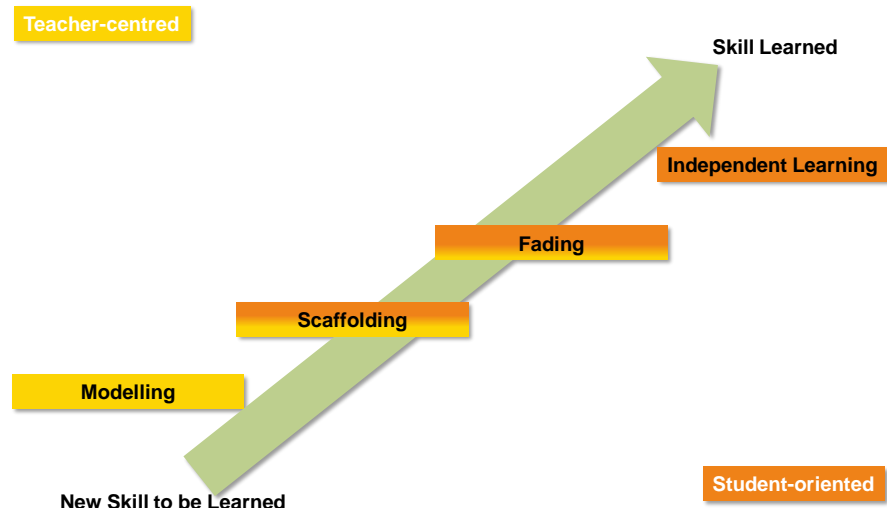 Teacher-centred
Skill Learned
Independent Learning
Fading
Scaffolding
Modelling
Student-oriented
New Skill to be Learned